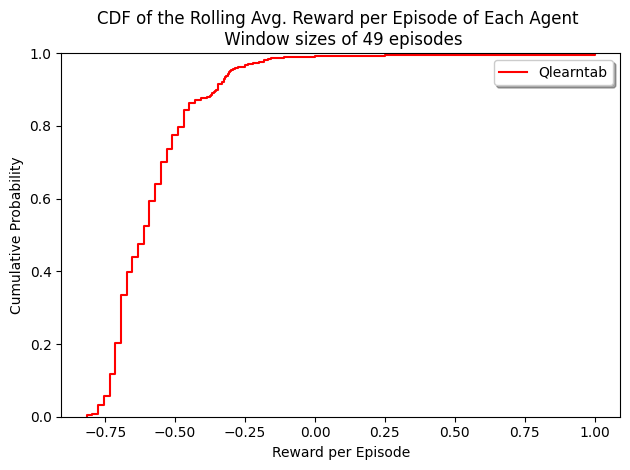 CDF of the Rolling Avg. Reward per Episode of Each Agent
Window sizes of 49 episodes
Qlearntab
Cumulative Probability
1.0
0.8
0.6
0.4
0.2
0.0
−0.75 −0.50 −0.25 0.00 0.25 0.50 0.75 1.00
Reward per Episode